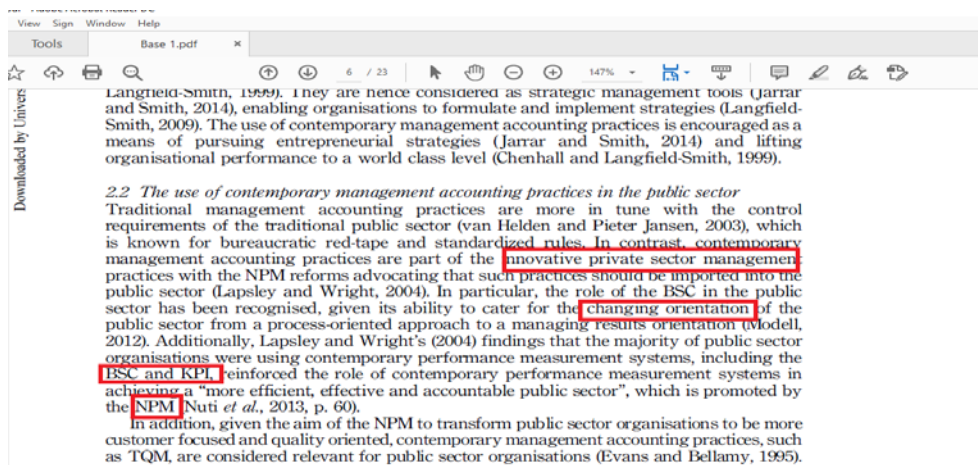 View Sign Window Help
Tools Base 1.pdf ×
6 / 23 147%
Downloaded by Univers
Langfield-Smith, 1999). They are hence considered as strategic management tools (Jarrar
and Smith, 2014), enabling organisations to formulate and implement strategies (Langfield-
Smith, 2009). The use of contemporary management accounting practices is encouraged as a
means of pursuing entrepreneurial strategies (Jarrar and Smith, 2014) and lifting
organisational performance to a world class level (Chenhall and Langfield-Smith, 1999).
2.2 The use of contemporary management accounting practices in the public sector
Traditional management accounting practices are more in tune with the control
requirements of the traditional public sector (van Helden and Pieter Jansen, 2003), which
is known for bureaucratic red-tape and standardized rules. In contrast, contemporary
management accounting practices are part of the innovative private sector management
practices with the NPM reforms advocating that such practices should be imported into the
public sector (Lapsley and Wright, 2004). In particular, the role of the BSC in the public
sector has been recognised, given its ability to cater for the changing orientation of the
public sector from a process-oriented approach to a managing results orientation (Modell,
2012). Additionally, Lapsley and Wright's (2004) findings that the majority of public sector
organisations were using contemporary performance measurement systems, including the
BSC and KPI, reinforced the role of contemporary performance measurement systems in
achieving a "more efficient, effective and accountable public sector", which is promoted by
the NPM (Nuti et al., 2013, p. 60).
In addition, given the aim of the NPM to transform public sector organisations to be more
customer focused and quality oriented, contemporary management accounting practices, such
as TQM, are considered relevant for public sector organisations (Evans and Bellamy, 1995).